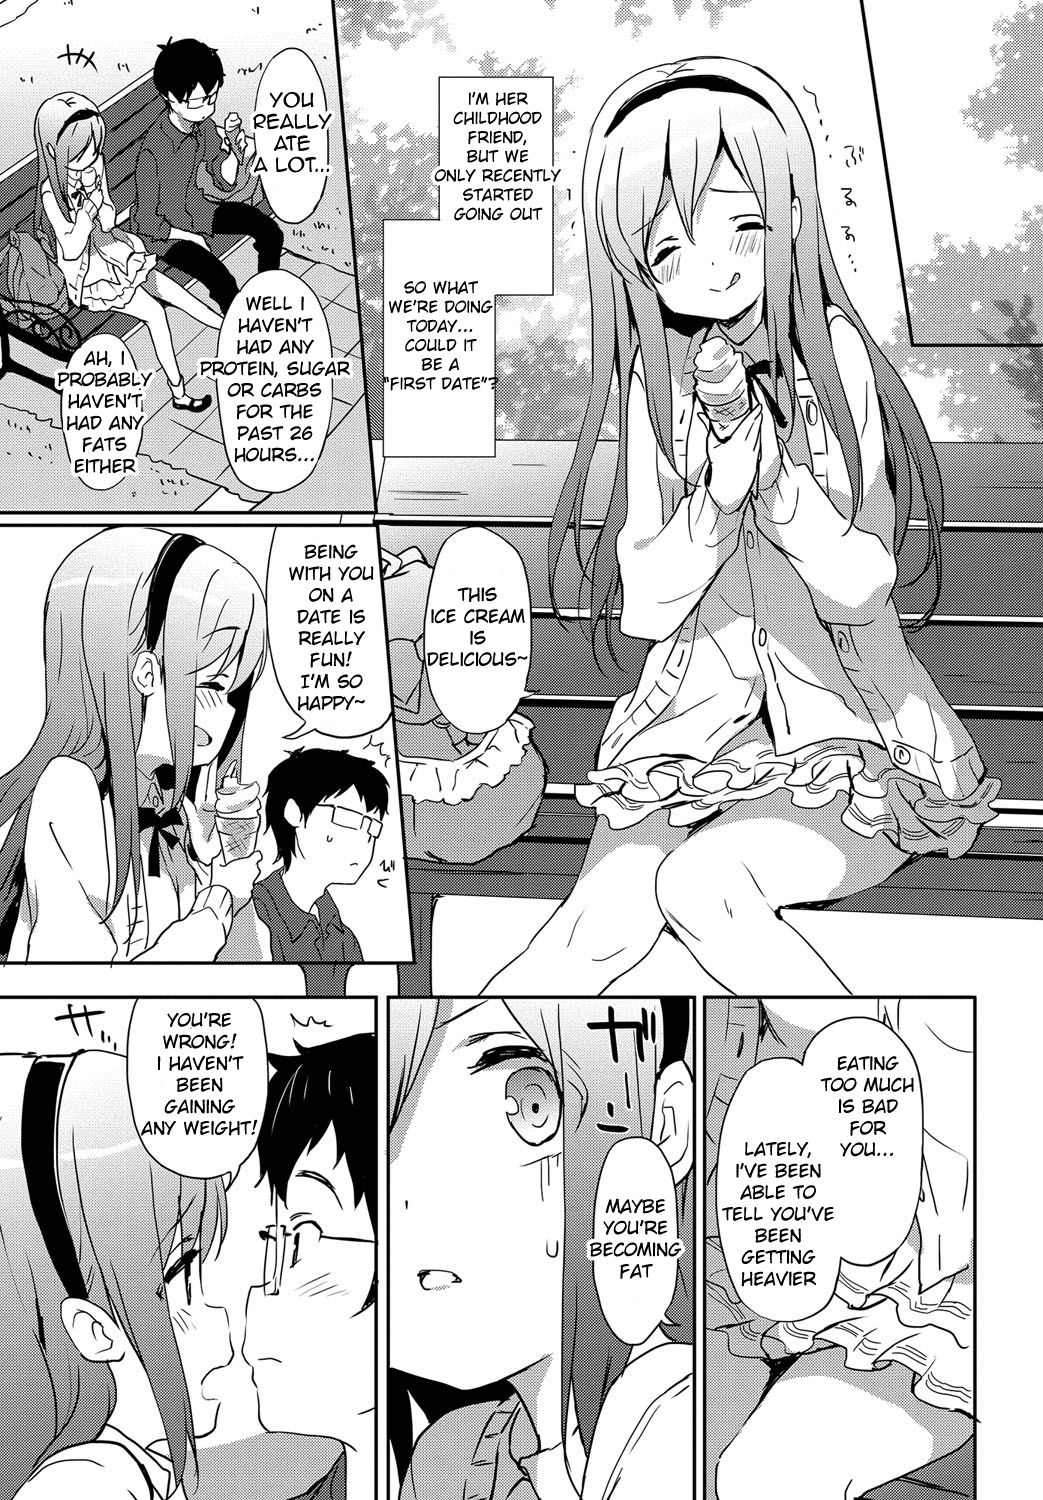 ぷるるる
I'M HER
CHILDHOOD
FRIEND,
BUT WE
ONLY RECENTLY
STARTED
GOING OUT
SO WHAT
WE'RE DOING
TODAY...
COULD IT
BE A
"FIRST DATE"?
THIS
ICE CREAM
IS
DELICIOUS~
YOU
REALLY
ATE
A LOT...
WELL I
HAVEN'T
HAD ANY
PROTEIN, SUGAR
OR CARBS
FOR THE
PAST 26
HOURS...
AH, I
PROBABLY
HAVEN'T
HAD ANY
FATS
EITHER
BEING
WITH YOU
ON A
DATE IS
REALLY
FUN!
I'M SO
HAPPY~
EATING
TOO MUCH
IS BAD
FOR
YOU...
LATELY,
I'VE BEEN
ABLE TO
TELL YOU'VE
BEEN
GETTING
HEAVIER
MAYBE
YOU'RE
BECOMING
FAT
YOU'RE
WRONG!
I HAVEN'T
BEEN
GAINING
ANY WEIGHT!